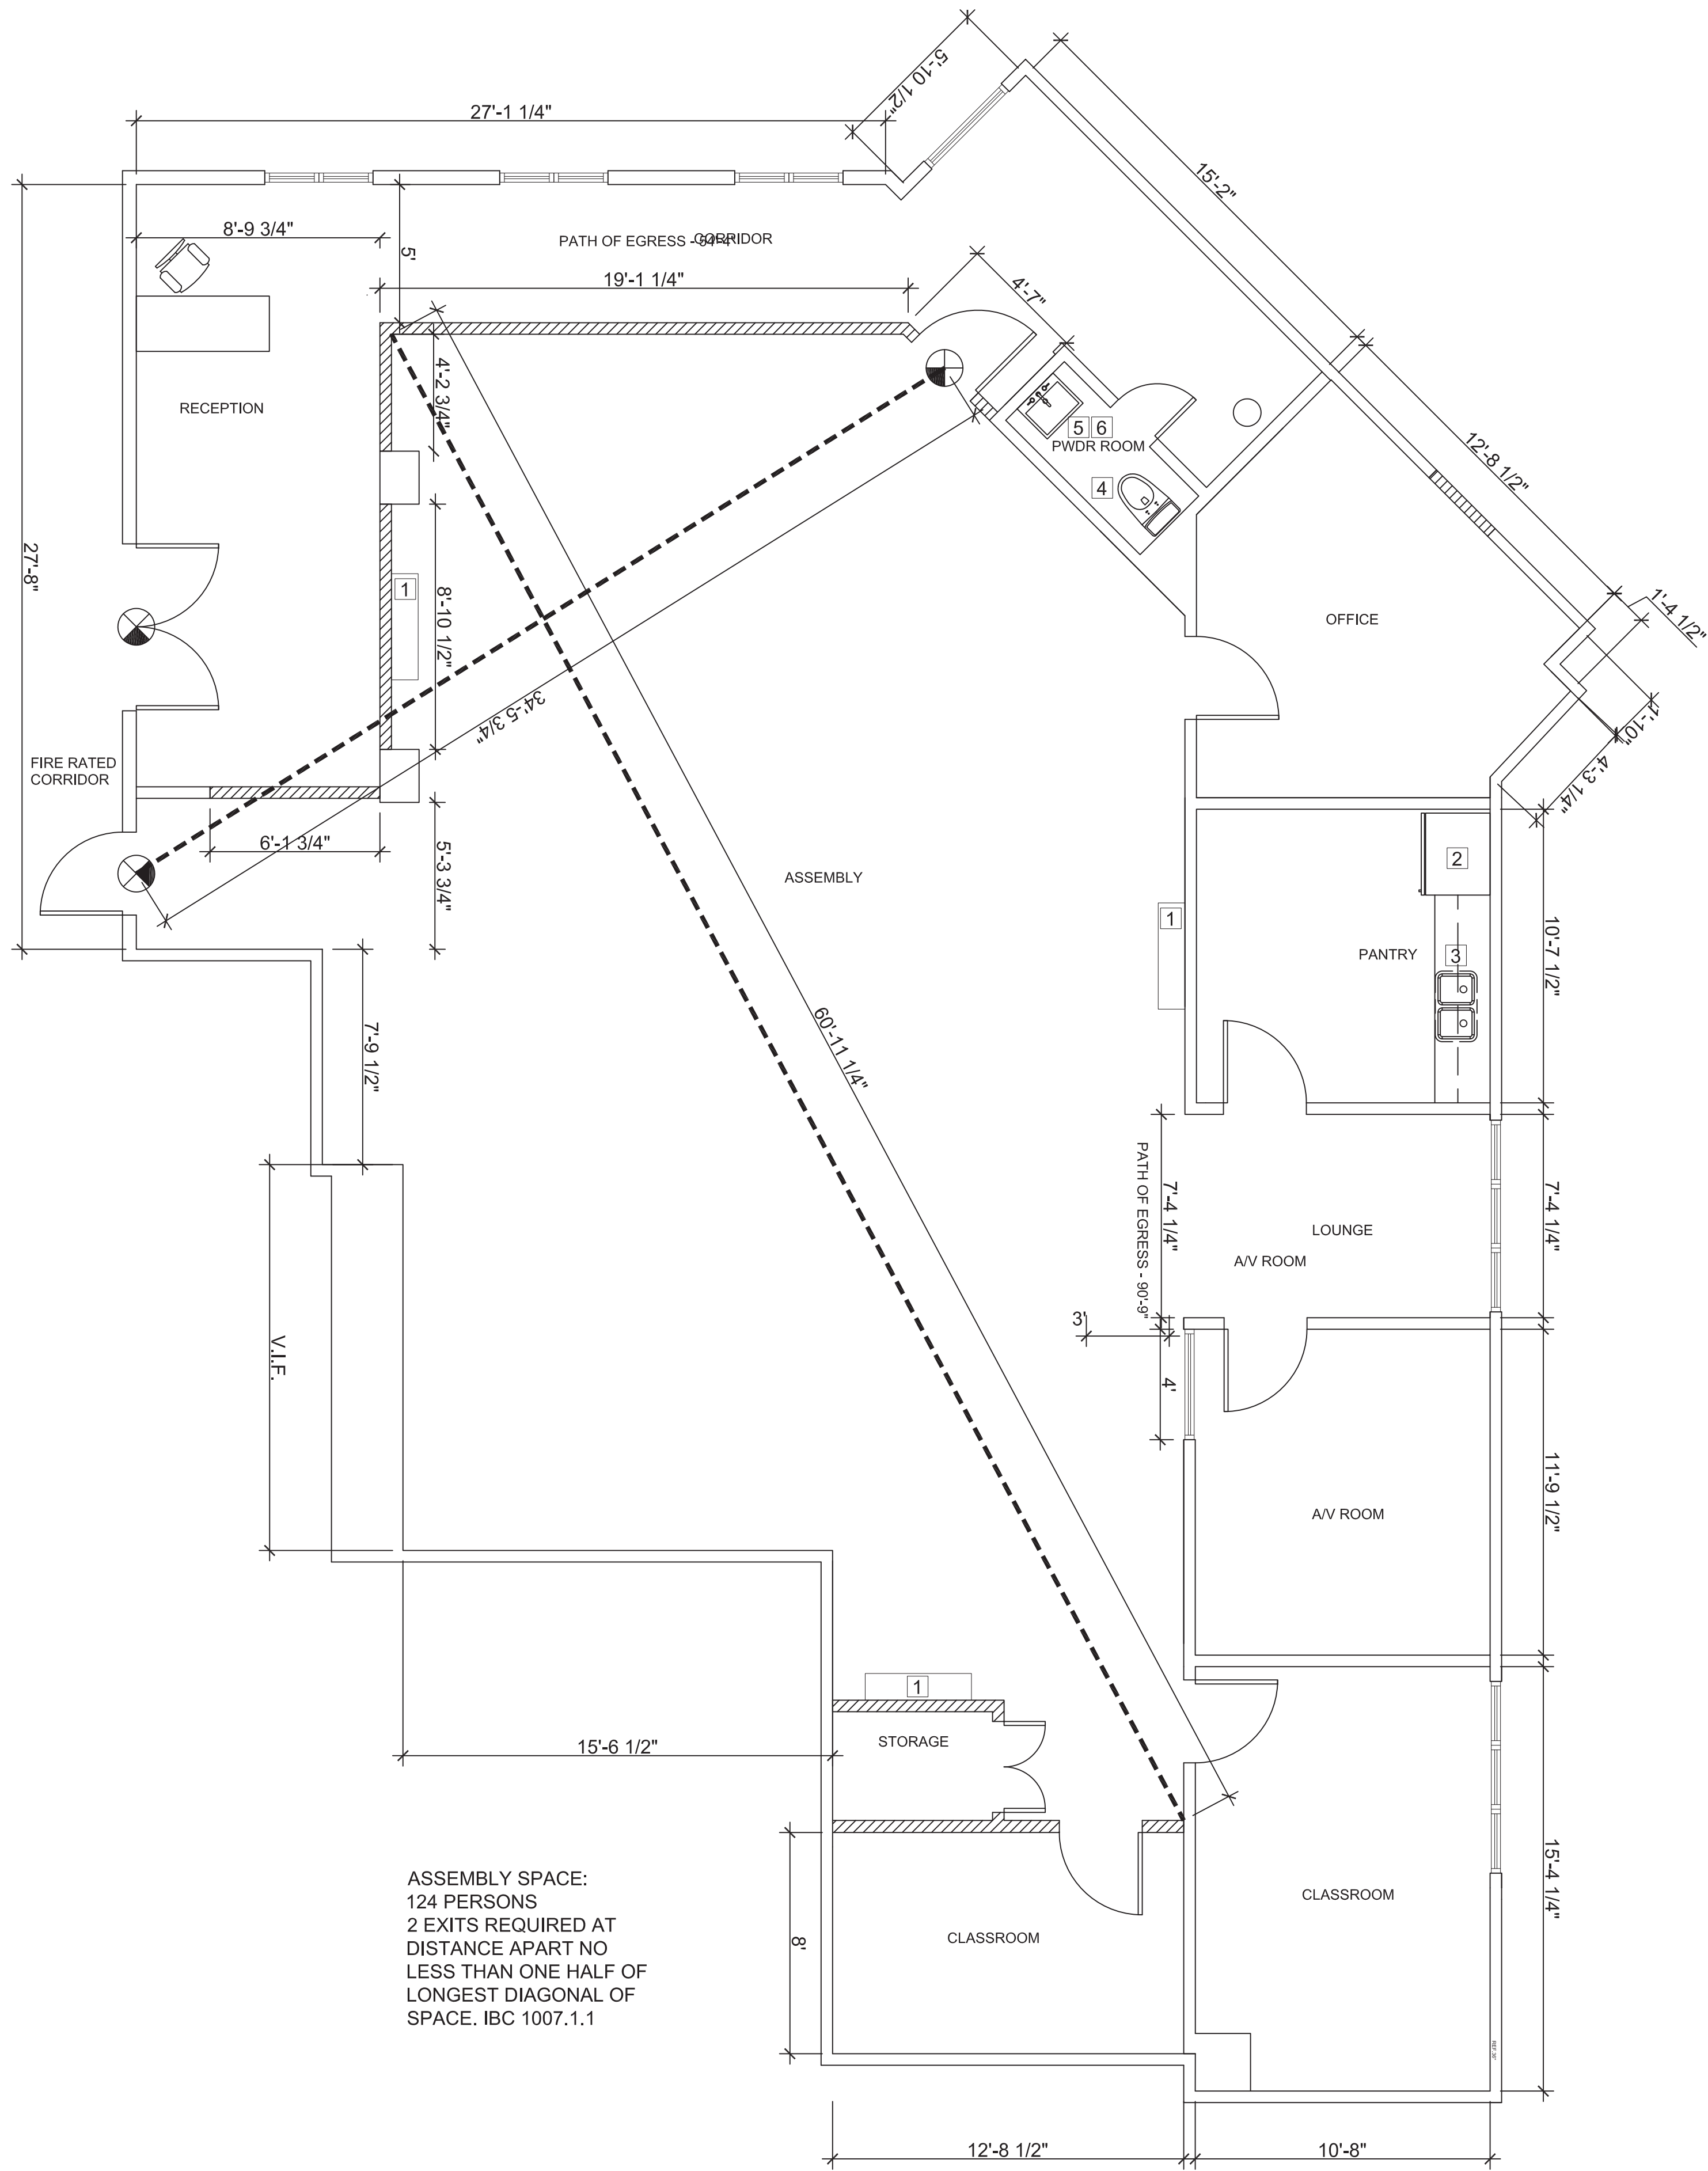 5'-10 1/2"
27'-1 1/4"
15'-2"
8'-9 3/4"
5'
PATH OF EGRESS -
CORRIDOR
19'-1 1/4"
4'-7"
4'-2 3/4"
RECEPTION
5 6
PWDR ROOM
4
12'-8 1/2"
27'-8"
1
8'-10 1/2"
OFFICE
1'-4 1/2"
34'-5 3/4"
1'-10"
4'-3 1/4"
FIRE RATED
CORRIDOR
6'-1 3/4"
5'-3 3/4"
ASSEMBLY
2
1
PANTRY
3
10'-7 1/2"
7'-9 1/2"
60'-11 1/4"
PATH OF EGRESS - 90'-9"
7'-4 1/4"
LOUNGE
A/V ROOM
7'-4 1/4"
3'
V.I.F.
4'
A/V ROOM
11'-9 1/2"
1
STORAGE
15'-6 1/2"
ASSEMBLY SPACE:
124 PERSONS
2 EXITS REQUIRED AT
DISTANCE APART NO
LESS THAN ONE HALF OF
LONGEST DIAGONAL OF
SPACE. IBC 1007.1.1
8'
CLASSROOM
CLASSROOM
15'-4 1/4"
REF 36"
12'-8 1/2"
10'-8"